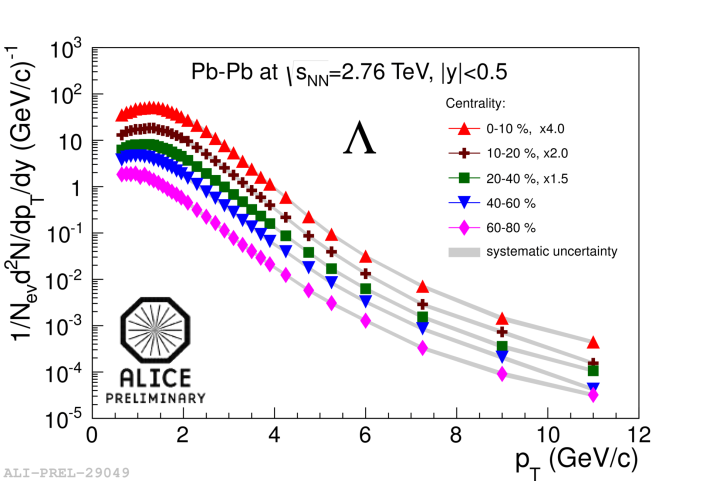 Pb-Pb at √sNN=2.76 TeV, |y|<0.5
Λ
Centrality:
0-10 %, x4.0
10-20 %, x2.0
20-40 %, x1.5
40-60 %
60-80 %
systematic uncertainty
1/Nev d²N/dpT/dy (GeV/c)⁻¹
10³
10²
10
1
10⁻¹
10⁻²
10⁻³
10⁻⁴
10⁻⁵
ALICE
PRELIMINARY
0 2 4 6 8 10 12
pT (GeV/c)
ALI-PREL-29049